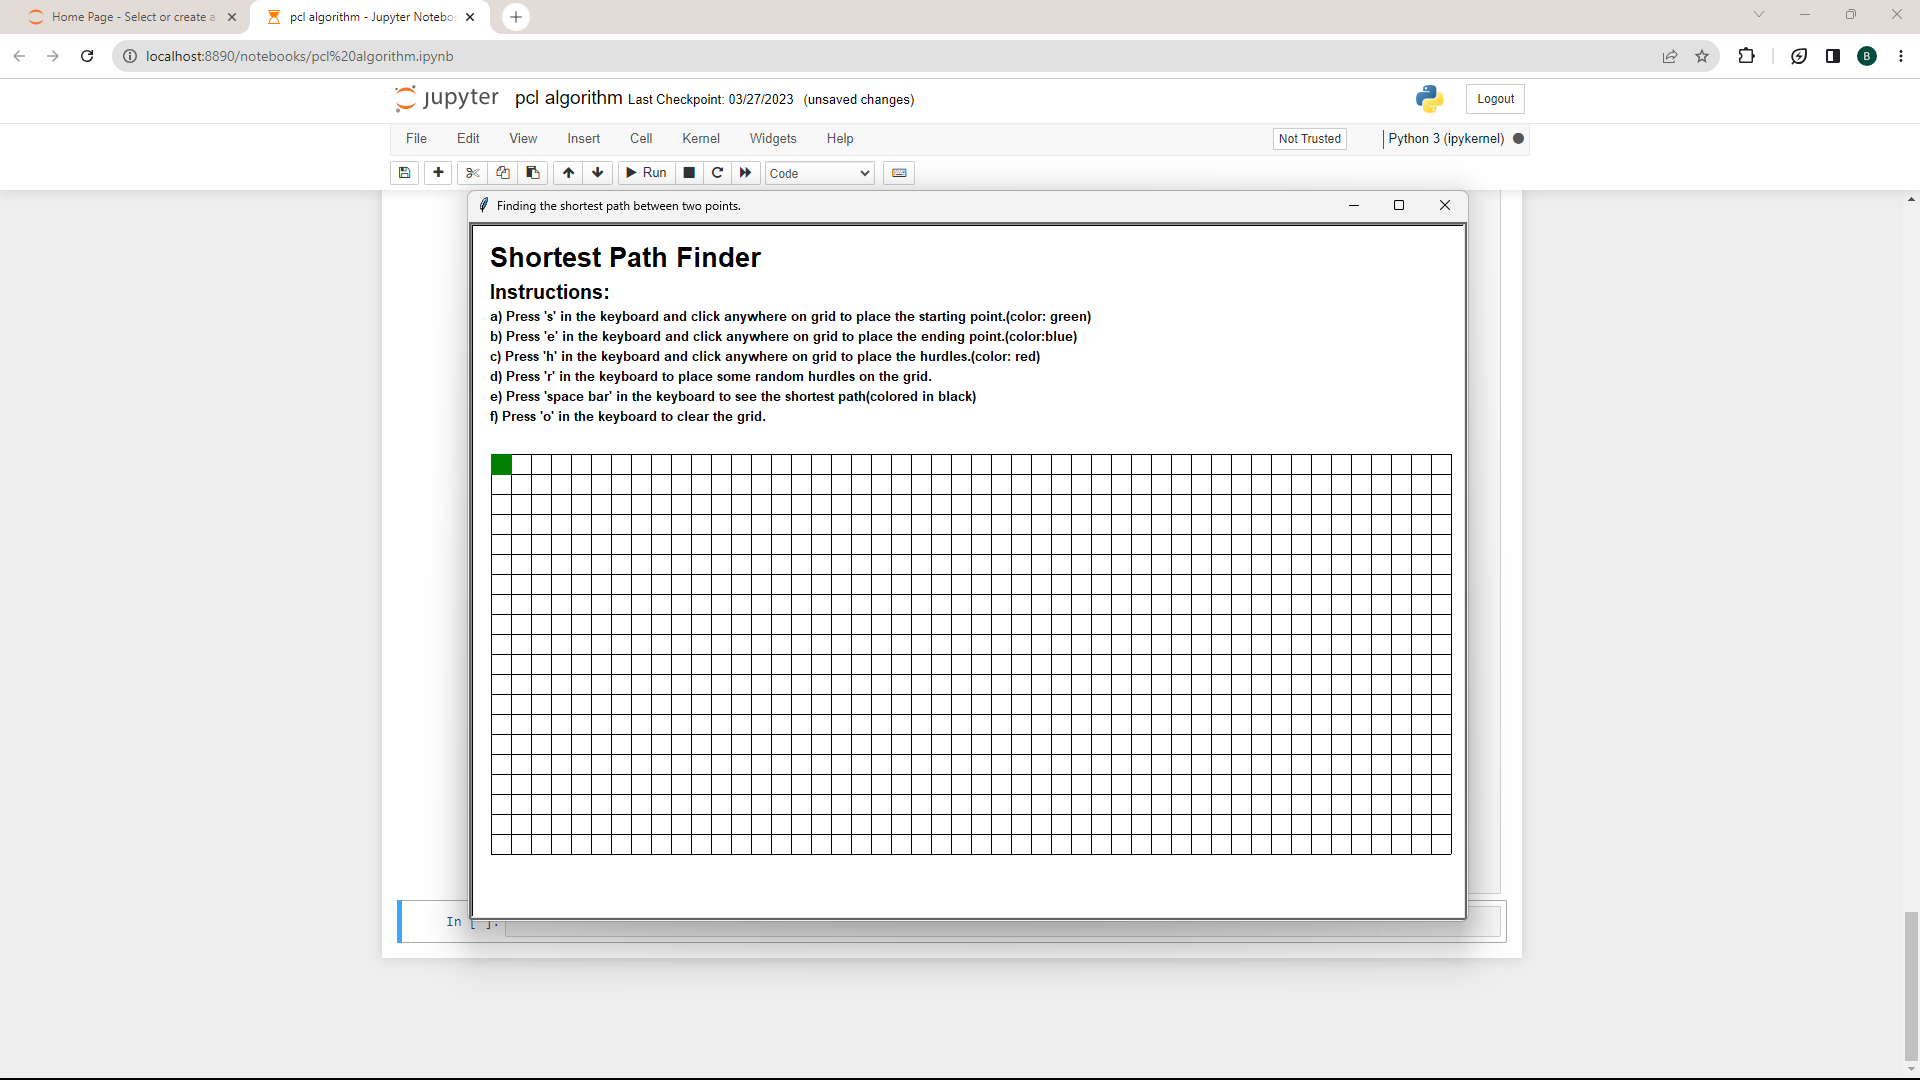 Home Page - Select or create a
pcl algorithm - Jupyter Notebo
localhost:8890/notebooks/pcl%20algorithm.ipynb
B
jupyter pcl algorithm Last Checkpoint: 03/27/2023 (unsaved changes)
Logout
File Edit View Insert Cell Kernel Widgets Help
Not Trusted
Python 3 (ipykernel)
Run
Code
Finding the shortest path between two points.
Shortest Path Finder
Instructions:
a) Press 's' in the keyboard and click anywhere on grid to place the starting point.(color: green)
b) Press 'e' in the keyboard and click anywhere on grid to place the ending point.(color:blue)
c) Press 'h' in the keyboard and click anywhere on grid to place the hurdles.(color: red)
d) Press 'r' in the keyboard to place some random hurdles on the grid.
e) Press 'space bar' in the keyboard to see the shortest path(colored in black)
f) Press 'o' in the keyboard to clear the grid.
In [ ]: